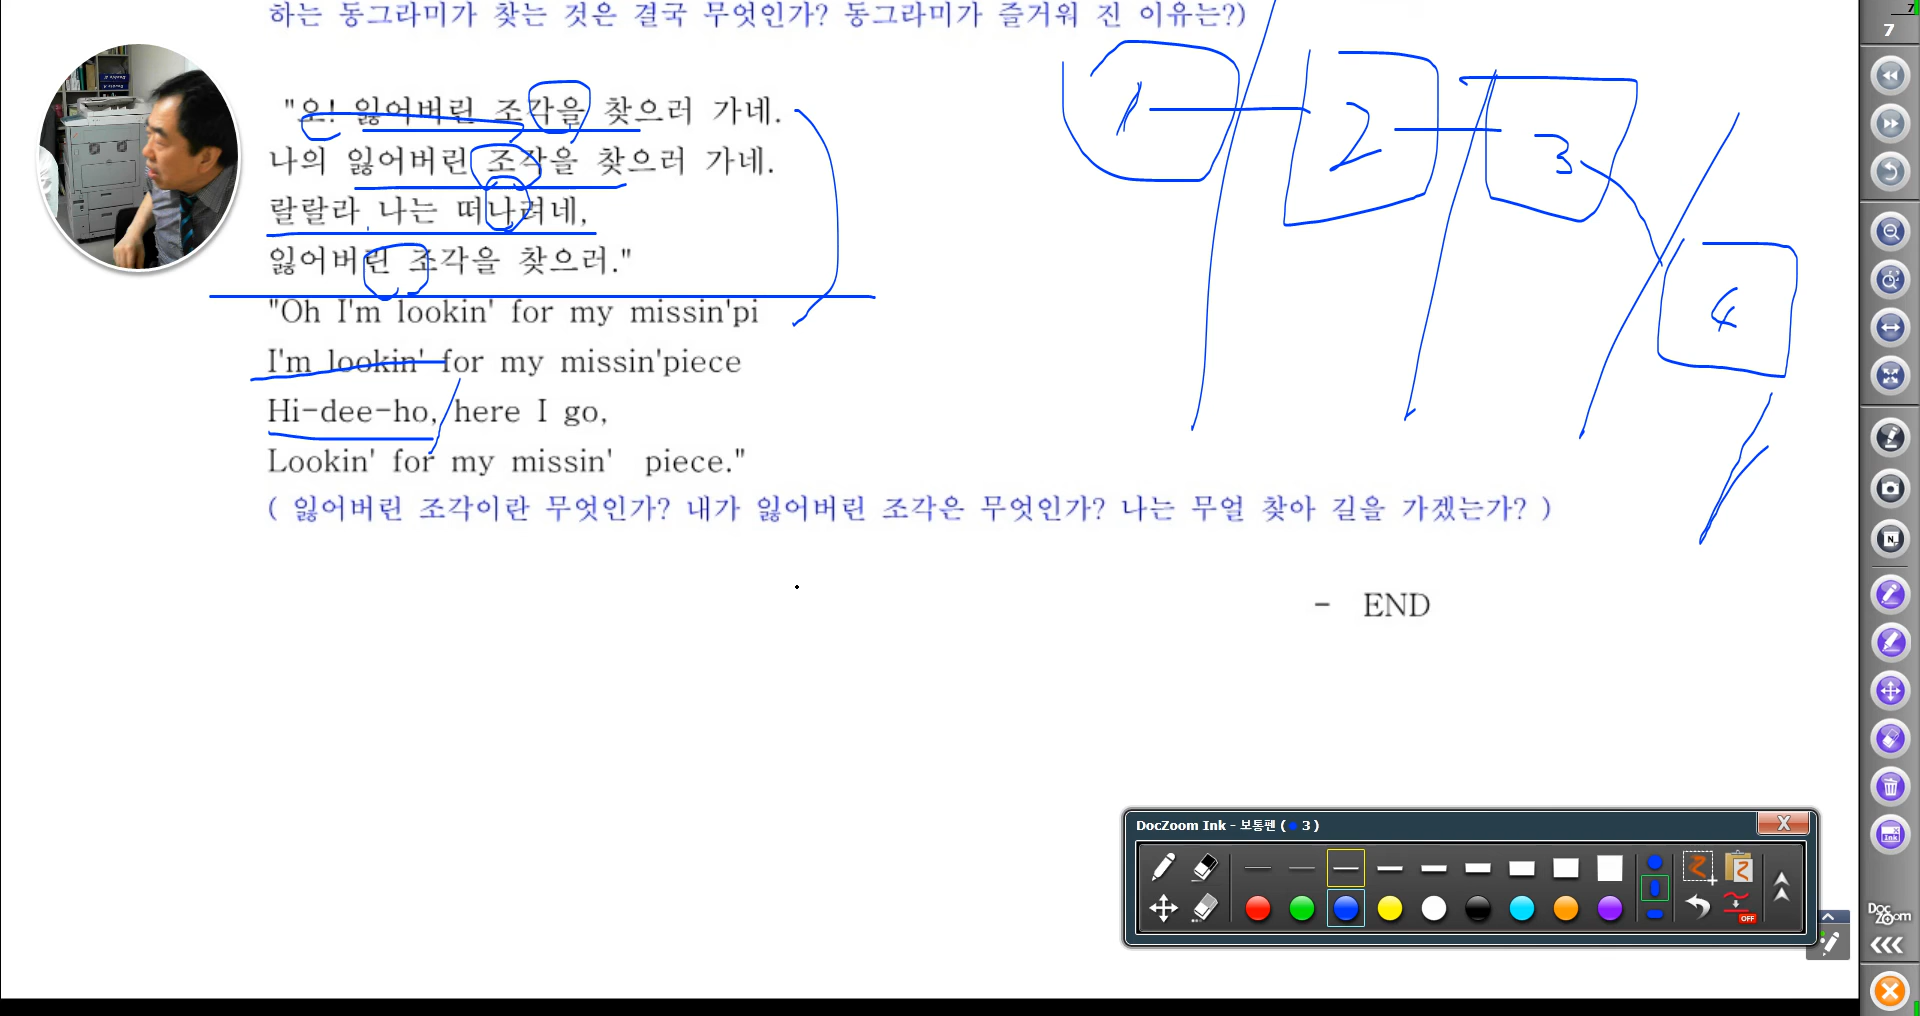 하는 동그라미가 찾는 것은 결국 무엇인가? 동그라미가 즐거워 진 이유는?)
"오! 잃어버린 조각을 찾으러 가네.
나의 잃어버린 조각을 찾으러 가네.
랄랄라 나는 떠나려네,
잃어버린 조각을 찾으러."
"Oh I'm lookin' for my missin'pi
I'm lookin' for my missin'piece
Hi-dee-ho, here I go,
Lookin' for my missin' piece."
( 잃어버린 조각이란 무엇인가? 내가 잃어버린 조각은 무엇인가? 나는 무얼 찾아 길을 가겠는가? )
- END
1
2
3
4
7
7
DocZoom Ink - 보통펜 ( 3 )
X
OFF
N
Ink
Doc
Zoom